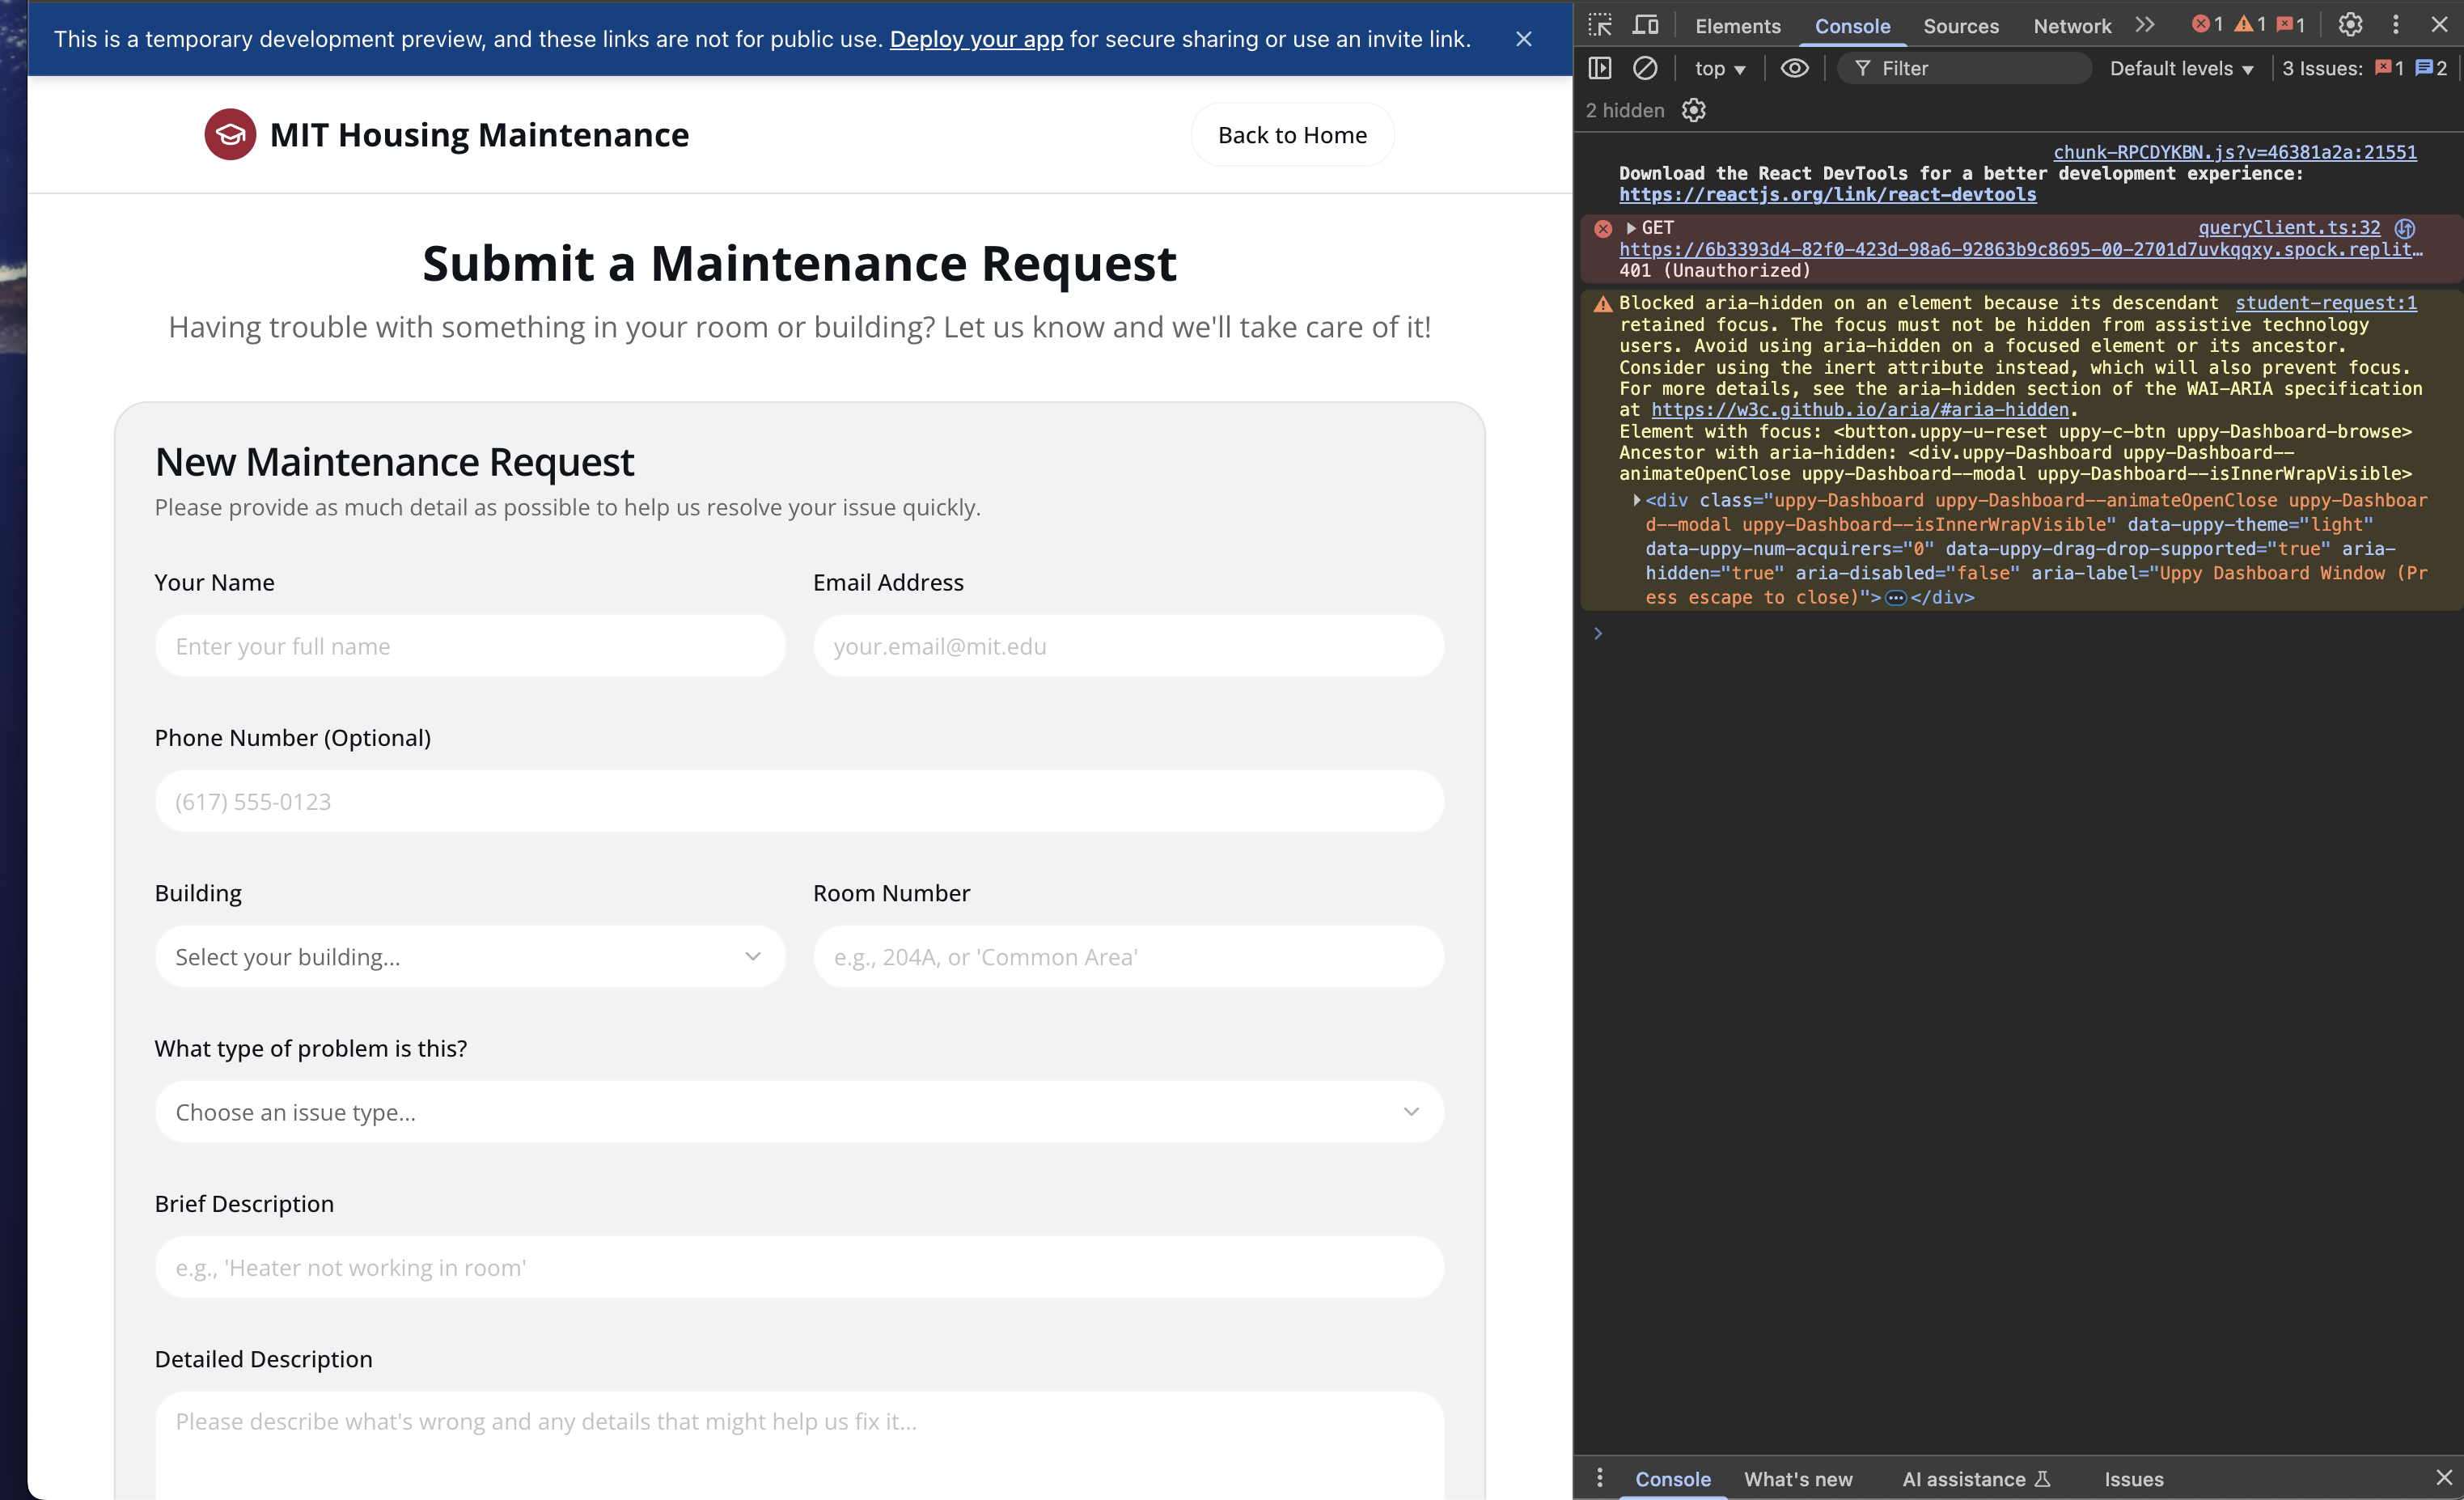 This is a temporary development preview, and these links are not for public use. Deploy your app for secure sharing or use an invite link.
MIT Housing Maintenance
Back to Home
Submit a Maintenance Request
Having trouble with something in your room or building? Let us know and we'll take care of it!
New Maintenance Request
Please provide as much detail as possible to help us resolve your issue quickly.
Your Name
Email Address
Enter your full name
your.email@mit.edu
Phone Number (Optional)
(617) 555-0123
Building
Room Number
Select your building...
e.g., 204A, or 'Common Area'
What type of problem is this?
Choose an issue type...
Brief Description
e.g., 'Heater not working in room'
Detailed Description
Please describe what's wrong and any details that might help us fix it...
Elements Console Sources Network 1 1 1
top Filter Default levels 3 Issues: 1 2
2 hidden
chunk-RPCDYKBN.js?v=46381a2a:21551
Download the React DevTools for a better development experience:
https://reactjs.org/link/react-devtools
GET queryClient.ts:32
https://6b3393d4-82f0-423d-98a6-92863b9c8695-00-2701d7uvkqqxy.spock.replit…
401 (Unauthorized)
Blocked aria-hidden on an element because its descendant student-request:1
retained focus. The focus must not be hidden from assistive technology
users. Avoid using aria-hidden on a focused element or its ancestor.
Consider using the inert attribute instead, which will also prevent focus.
For more details, see the aria-hidden section of the WAI-ARIA specification
at https://w3c.github.io/aria/#aria-hidden.
Element with focus: <button.uppy-u-reset uppy-c-btn uppy-Dashboard-browse>
Ancestor with aria-hidden: <div.uppy-Dashboard uppy-Dashboard--
animateOpenClose uppy-Dashboard--modal uppy-Dashboard--isInnerWrapVisible>
<div class="uppy-Dashboard uppy-Dashboard--animateOpenClose uppy-Dashboar
d--modal uppy-Dashboard--isInnerWrapVisible" data-uppy-theme="light"
data-uppy-num-acquirers="0" data-uppy-drag-drop-supported="true" aria-
hidden="true" aria-disabled="false" aria-label="Uppy Dashboard Window (Pr
ess escape to close)">…</div>
Console What's new AI assistance Issues